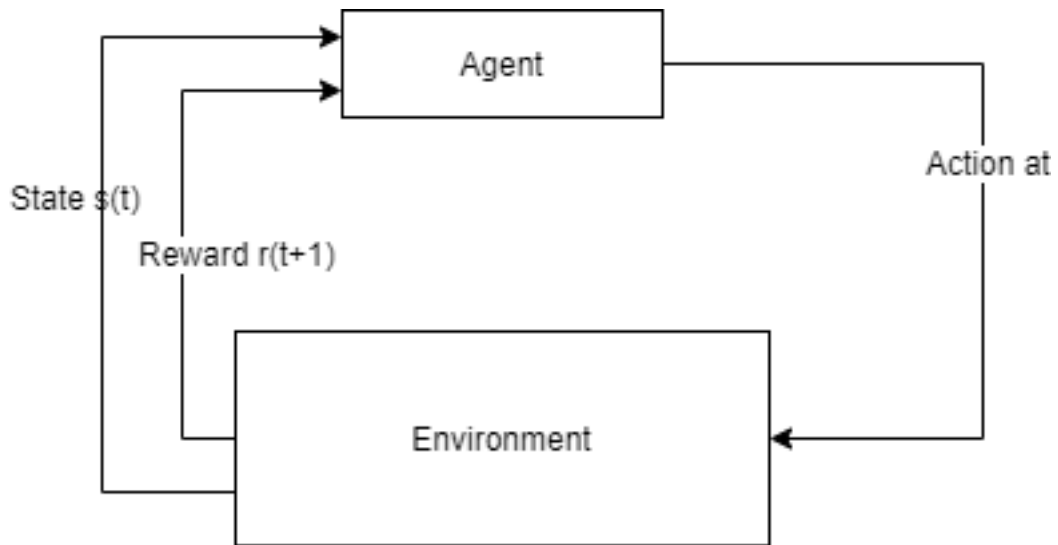 Agent
Action at
State s(t)
Reward r(t+1)
Environment